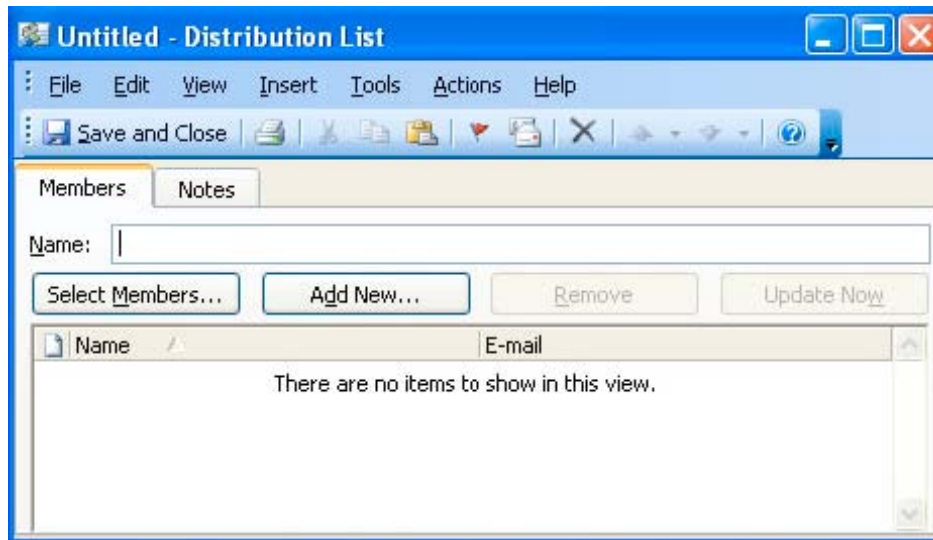 Untitled - Distribution List
File Edit View Insert Tools Actions Help
Save and Close
Members Notes
Name:
Select Members... Add New... Remove Update Now
Name E-mail
There are no items to show in this view.